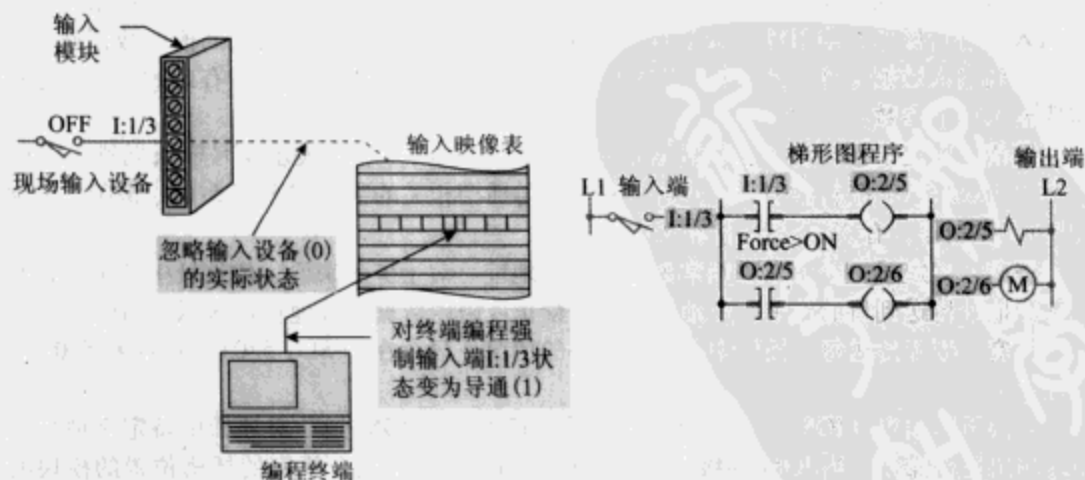 输入
模块
OFF
I:1/3
现场输入设备
输入映像表
忽略输入设备(0)
的实际状态
对终端编程强
制输入端I:1/3状
态变为导通(1)
编程终端
梯形图程序
输出端
L1
输入端
I:1/3
O:2/5
L2
I:1/3
Force>ON
O:2/5
O:2/5
O:2/6
O:2/6
M